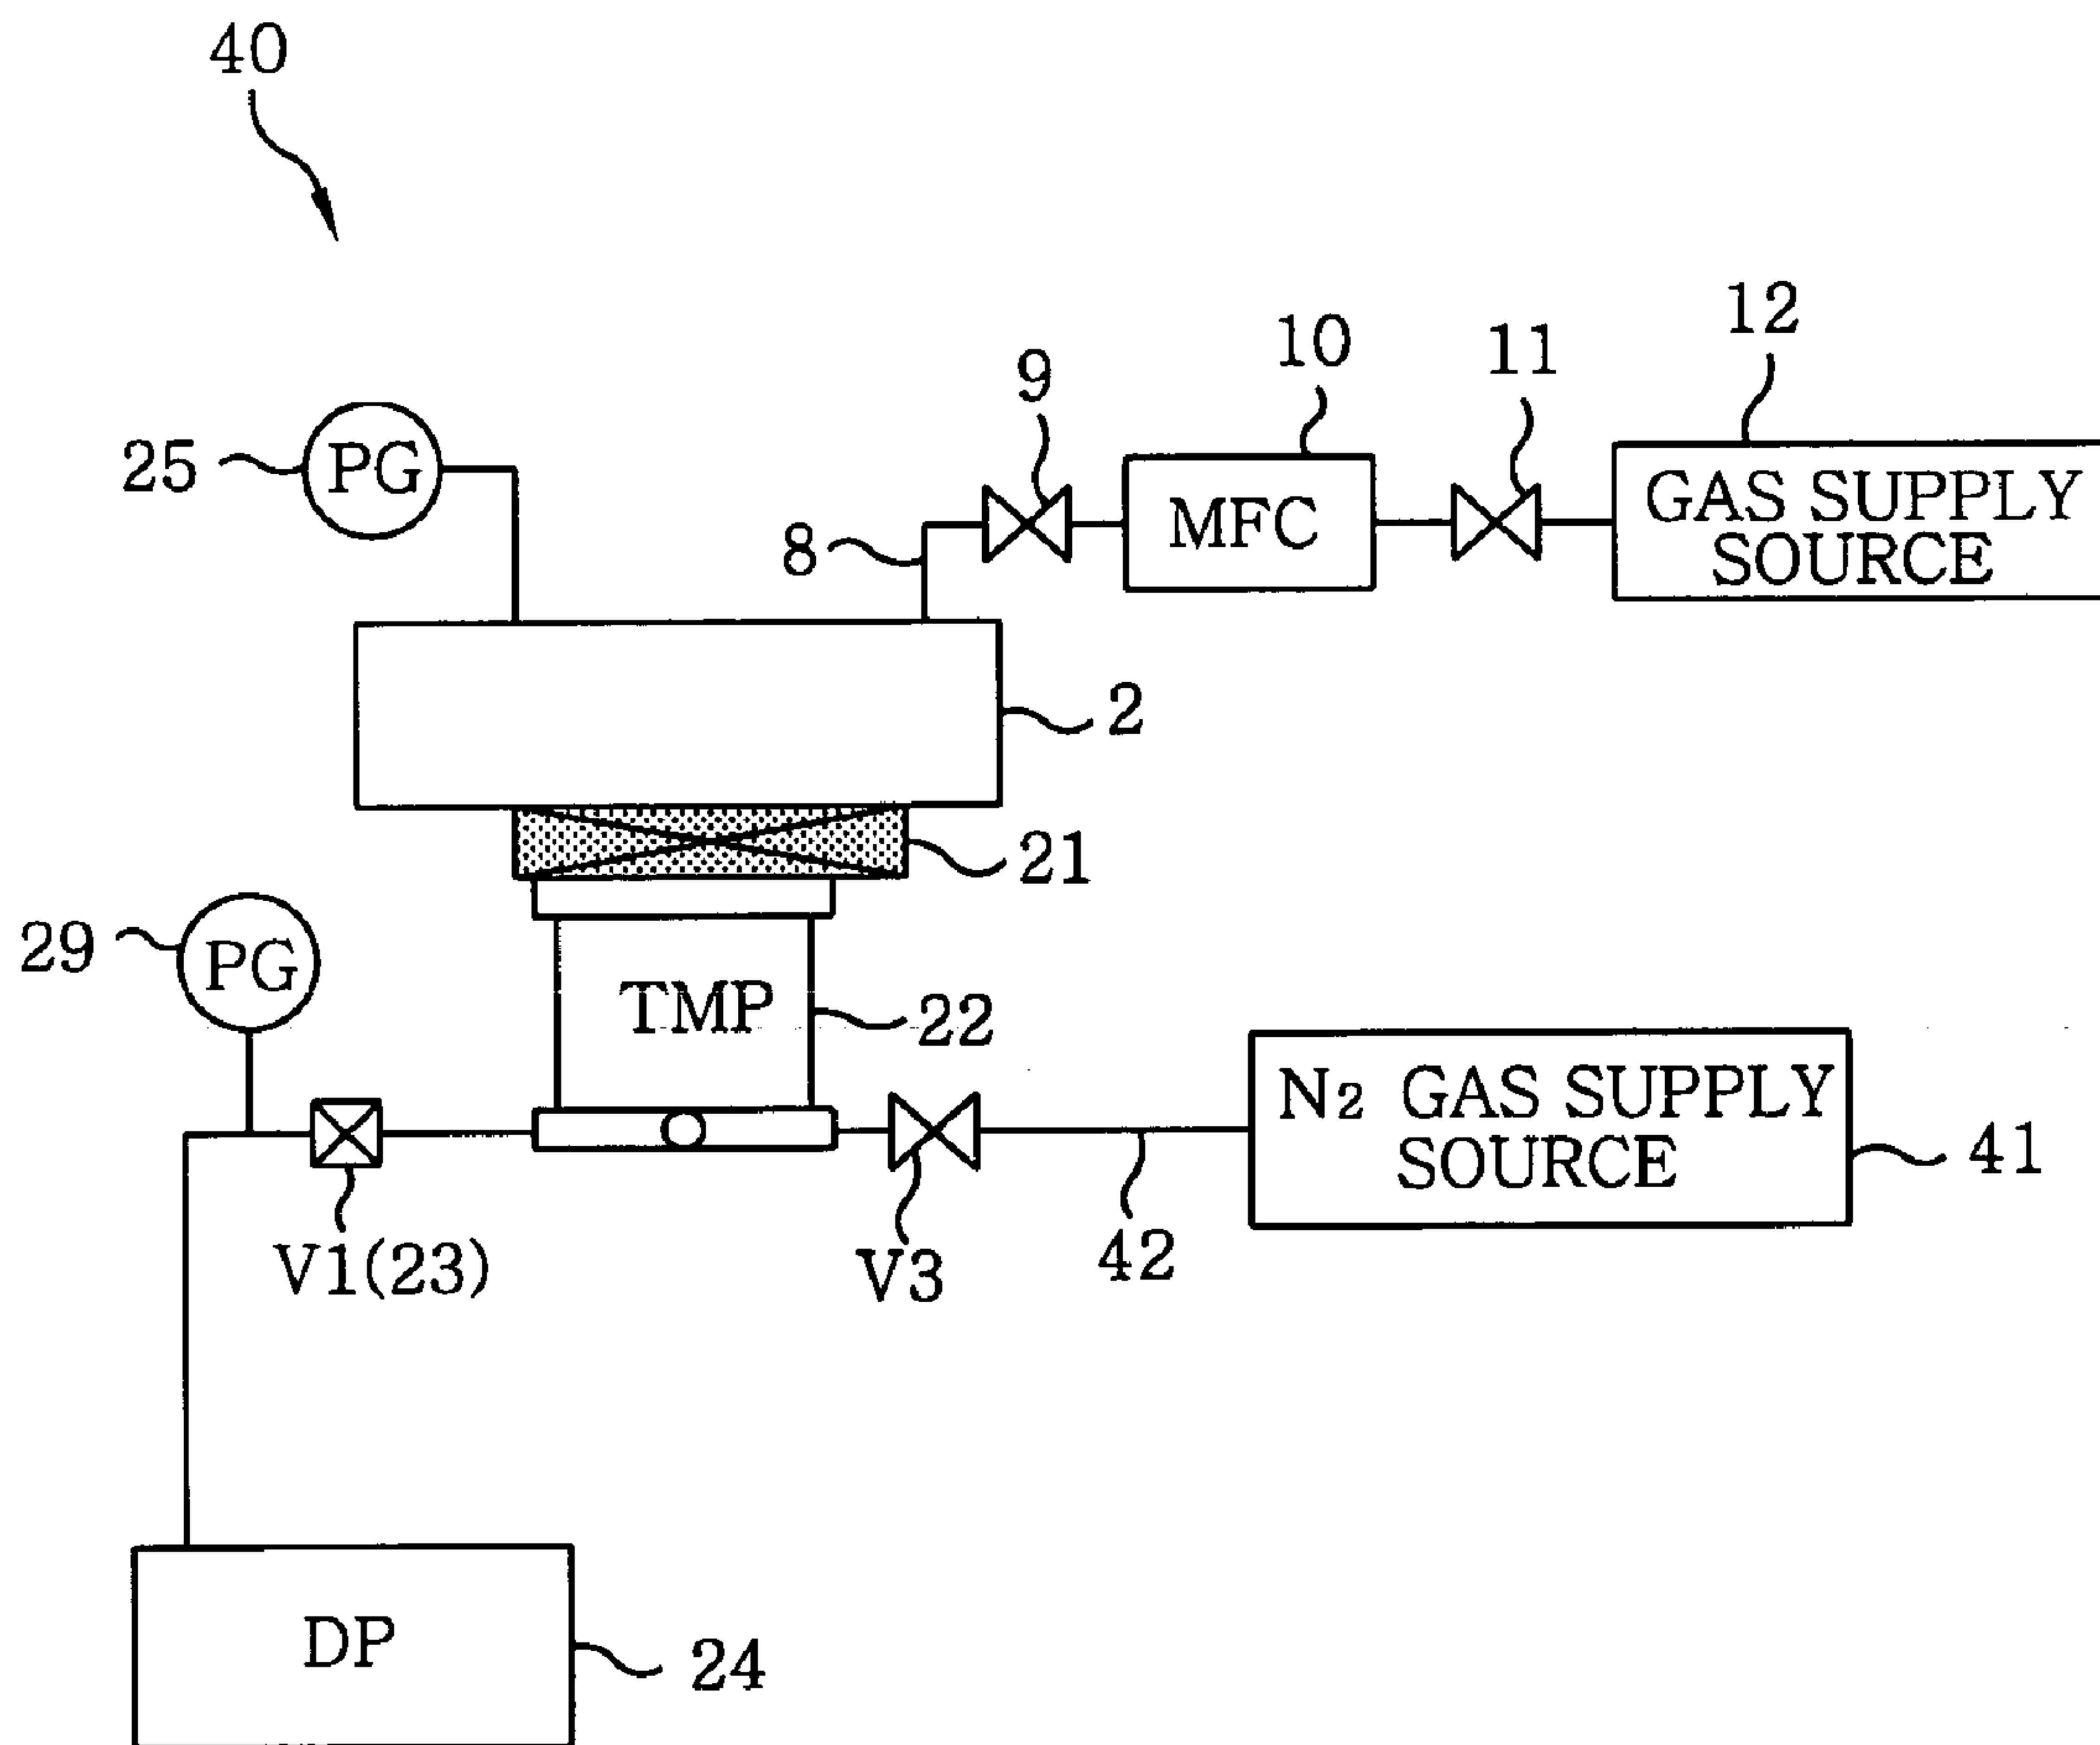 40
12
10
11
9
25
PG
8
MFC
GAS SUPPLY
SOURCE
2
21
29
PG
TMP
22
N2 GAS SUPPLY
SOURCE
41
V1(23)
V3
42
DP
24